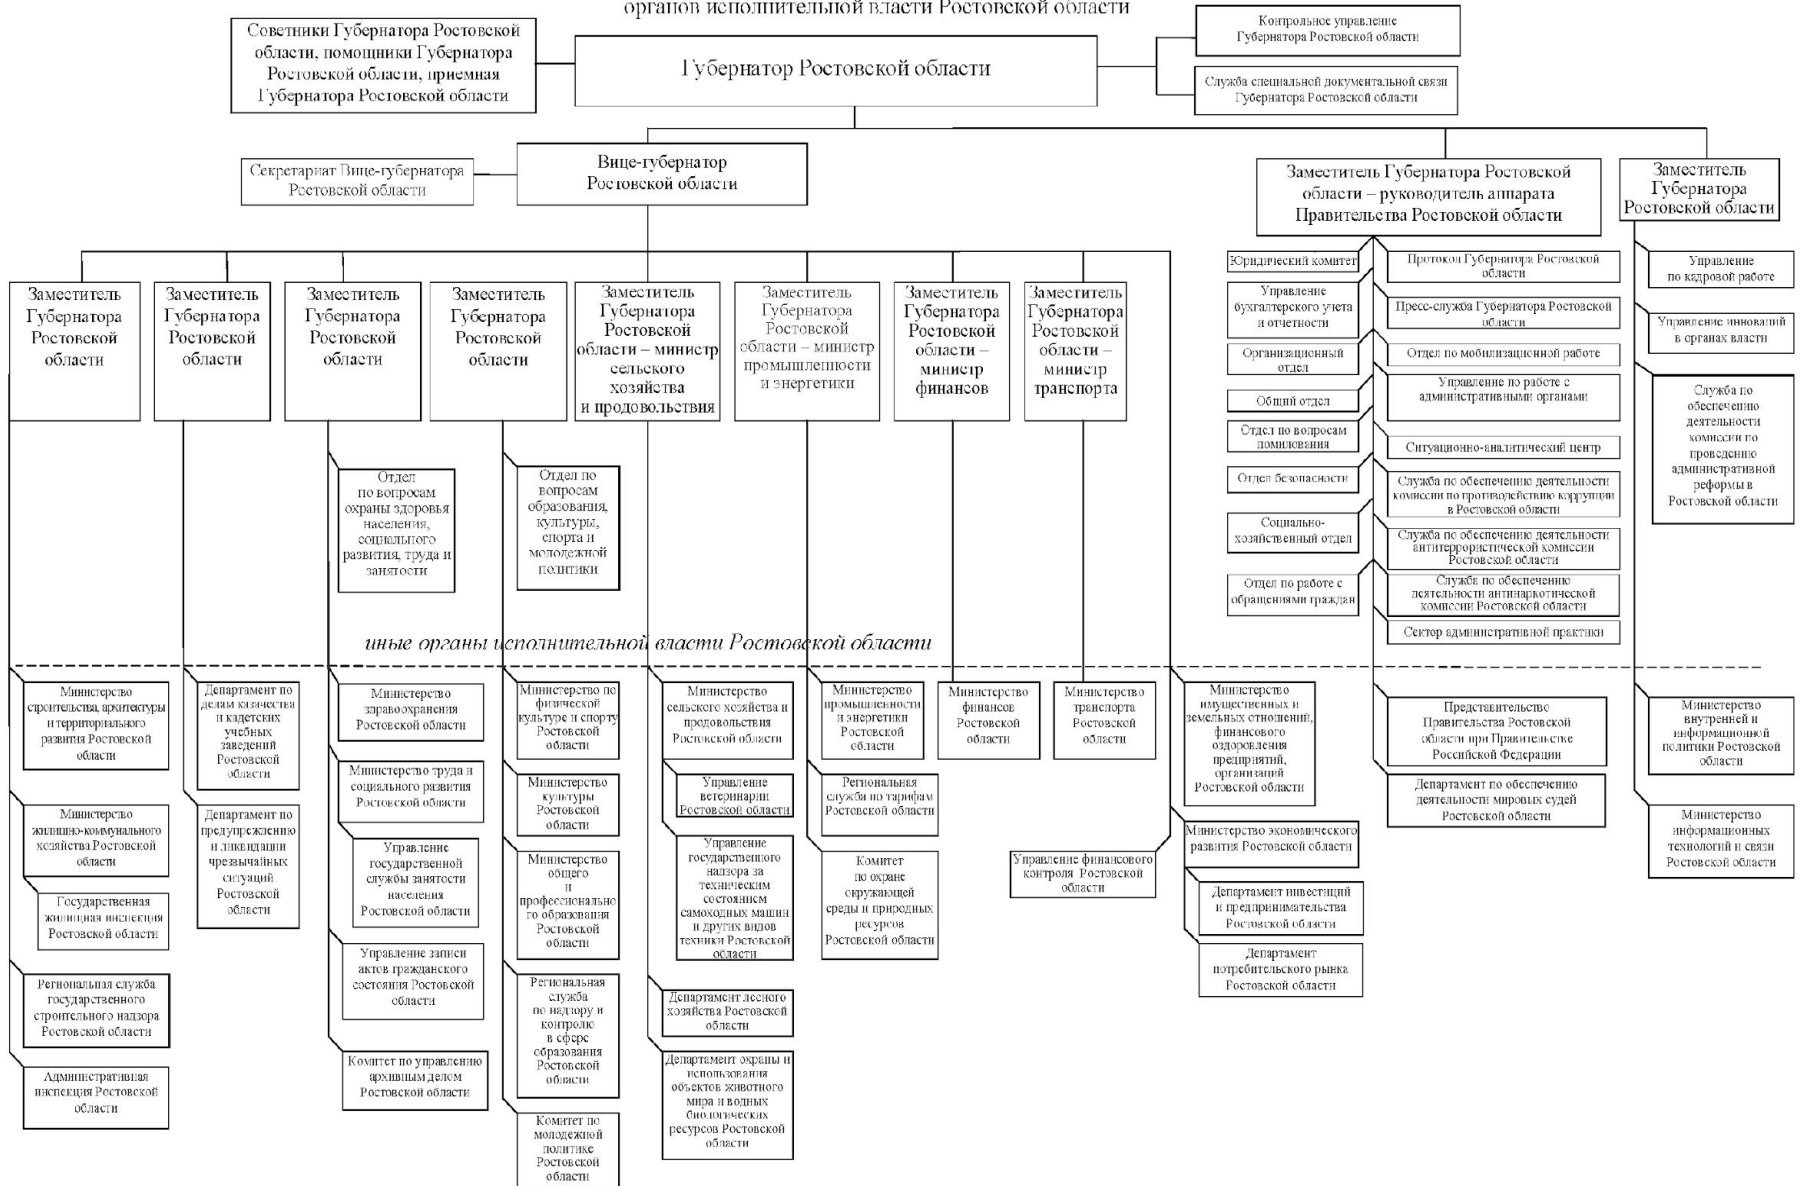 органов исполнительной власти Ростовской области
Советники Губернатора Ростовской
области, помощники Губернатора
Ростовской области, приемная
Губернатора Ростовской области
Губернатор Ростовской области
Контрольное управление
Губернатора Ростовской области
Служба специальной документальной связи
Губернатора Ростовской области
Секретариат Вице-губернатора
Ростовской области
Вице-губернатор
Ростовской области
Заместитель Губернатора Ростовской
области – руководитель аппарата
Правительства Ростовской области
Заместитель
Губернатора
Ростовской области
Заместитель
Губернатора
Ростовской
области
Заместитель
Губернатора
Ростовской
области
Заместитель
Губернатора
Ростовской
области
Заместитель
Губернатора
Ростовской
области
Заместитель
Губернатора
Ростовской
области – министр
сельского
хозяйства
и продовольствия
Заместитель
Губернатора
Ростовской
области – министр
промышленности
и энергетики
Заместитель
Губернатора
Ростовской
области –
министр
финансов
Заместитель
Губернатора
Ростовской
области –
министр
транспорта
Юридический комитет
Управление
бухгалтерского учета
и отчетности
Организационный
отдел
Общий отдел
Отдел по вопросам
помилования
Отдел безопасности
Социально-
хозяйственный отдел
Отдел по работе с
обращениями граждан
Протокол Губернатора Ростовской
области
Пресс-служба Губернатора Ростовской
области
Отдел по мобилизационной работе
Управление по работе с
административными органами
Ситуационно-аналитический центр
Служба по обеспечению деятельности
комиссии по противодействию коррупции
в Ростовской области
Служба по обеспечению деятельности
антитеррористической комиссии
Ростовской области
Служба по обеспечению
деятельности антинаркотической
комиссии Ростовской области
Сектор административной практики
Управление
по кадровой работе
Управление инноваций
в органах власти
Служба по
обеспечению
деятельности
комиссии по
проведению
административной
реформы в
Ростовской области
Отдел
по вопросам
охраны здоровья
населения,
социального
развития, труда и
занятости
Отдел по
вопросам
образования,
культуры,
спорта и
молодежной
политики
иные органы исполнительной власти Ростовской области
Министерство
строительства, архитектуры
и территориального
развития Ростовской
области
Министерство
жилищно-коммунального
хозяйства Ростовской
области
Государственная
жилищная инспекция
Ростовской области
Региональная служба
государственного
строительного надзора
Ростовской области
Административная
инспекция Ростовской
области
Департамент по
делам казачества
и кадетских
учебных
заведений
Ростовской
области
Департамент по
предупреждению
и ликвидации
чрезвычайных
ситуаций
Ростовской
области
Министерство
здравоохранения
Ростовской области
Министерство труда и
социального развития
Ростовской области
Управление
государственной
службы занятости
населения
Ростовской области
Управление записи
актов гражданского
состояния Ростовской
области
Комитет по управлению
архивным делом
Ростовской области
Министерство по
физической
культуре и спорту
Ростовской
области
Министерство
культуры
Ростовской
области
Министерство
общего
и
профессионально
го образования
Ростовской
области
Региональная
служба
по надзору и
контролю
в сфере
образования
Ростовской
области
Комитет по
молодежной
политике
Ростовской
области
Министерство
сельского хозяйства и
продовольствия
Ростовской области
Управление
ветеринарии
Ростовской области
Управление
государственного
надзора за
техническим
состоянием
самоходных машин
и других видов
техники Ростовской
области
Департамент лесного
хозяйства Ростовской
области
Департамент охраны и
использования
объектов животного
мира и водных
биологических
ресурсов Ростовской
области
Министерство
промышленности
и энергетики
Ростовской
области
Региональная
служба по тарифам
Ростовской области
Комитет
по охране
окружающей
среды и природных
ресурсов
Ростовской области
Министерство
финансов
Ростовской
области
Министерство
транспорта
Ростовской
области
Управление финансового
контроля Ростовской
области
Министерство
имущественных и
земельных отношений,
финансового
оздоровления
предприятий,
организаций
Ростовской области
Министерство экономического
развития Ростовской области
Департамент инвестиций
и предпринимательства
Ростовской области
Департамент
потребительского рынка
Ростовской области
Представительство
Правительства Ростовской
области при Правительстве
Российской Федерации
Департамент по обеспечению
деятельности мировых судей
Ростовской области
Министерство
внутренней и
информационной
политики Ростовской
области
Министерство
информационных
технологий и связи
Ростовской области